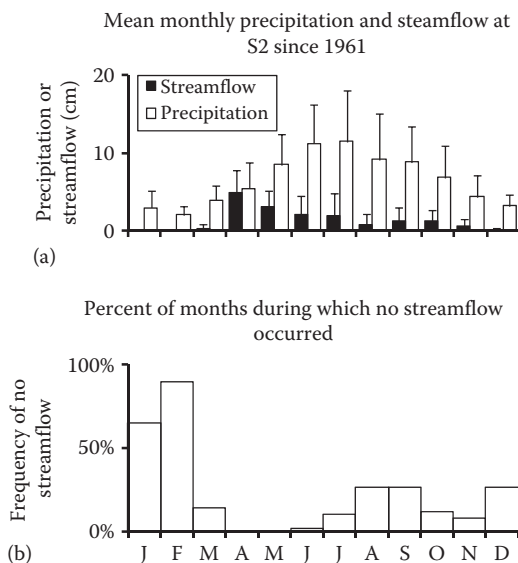 Mean monthly precipitation and steamflow at
S2 since 1961
Precipitation or
streamflow (cm)
20
10
0
Streamflow
Precipitation
(a)
Percent of months during which no streamflow
occurred
Frequency of no
streamflow
100%
50%
0%
(b)
J F M A M J J A S O N D